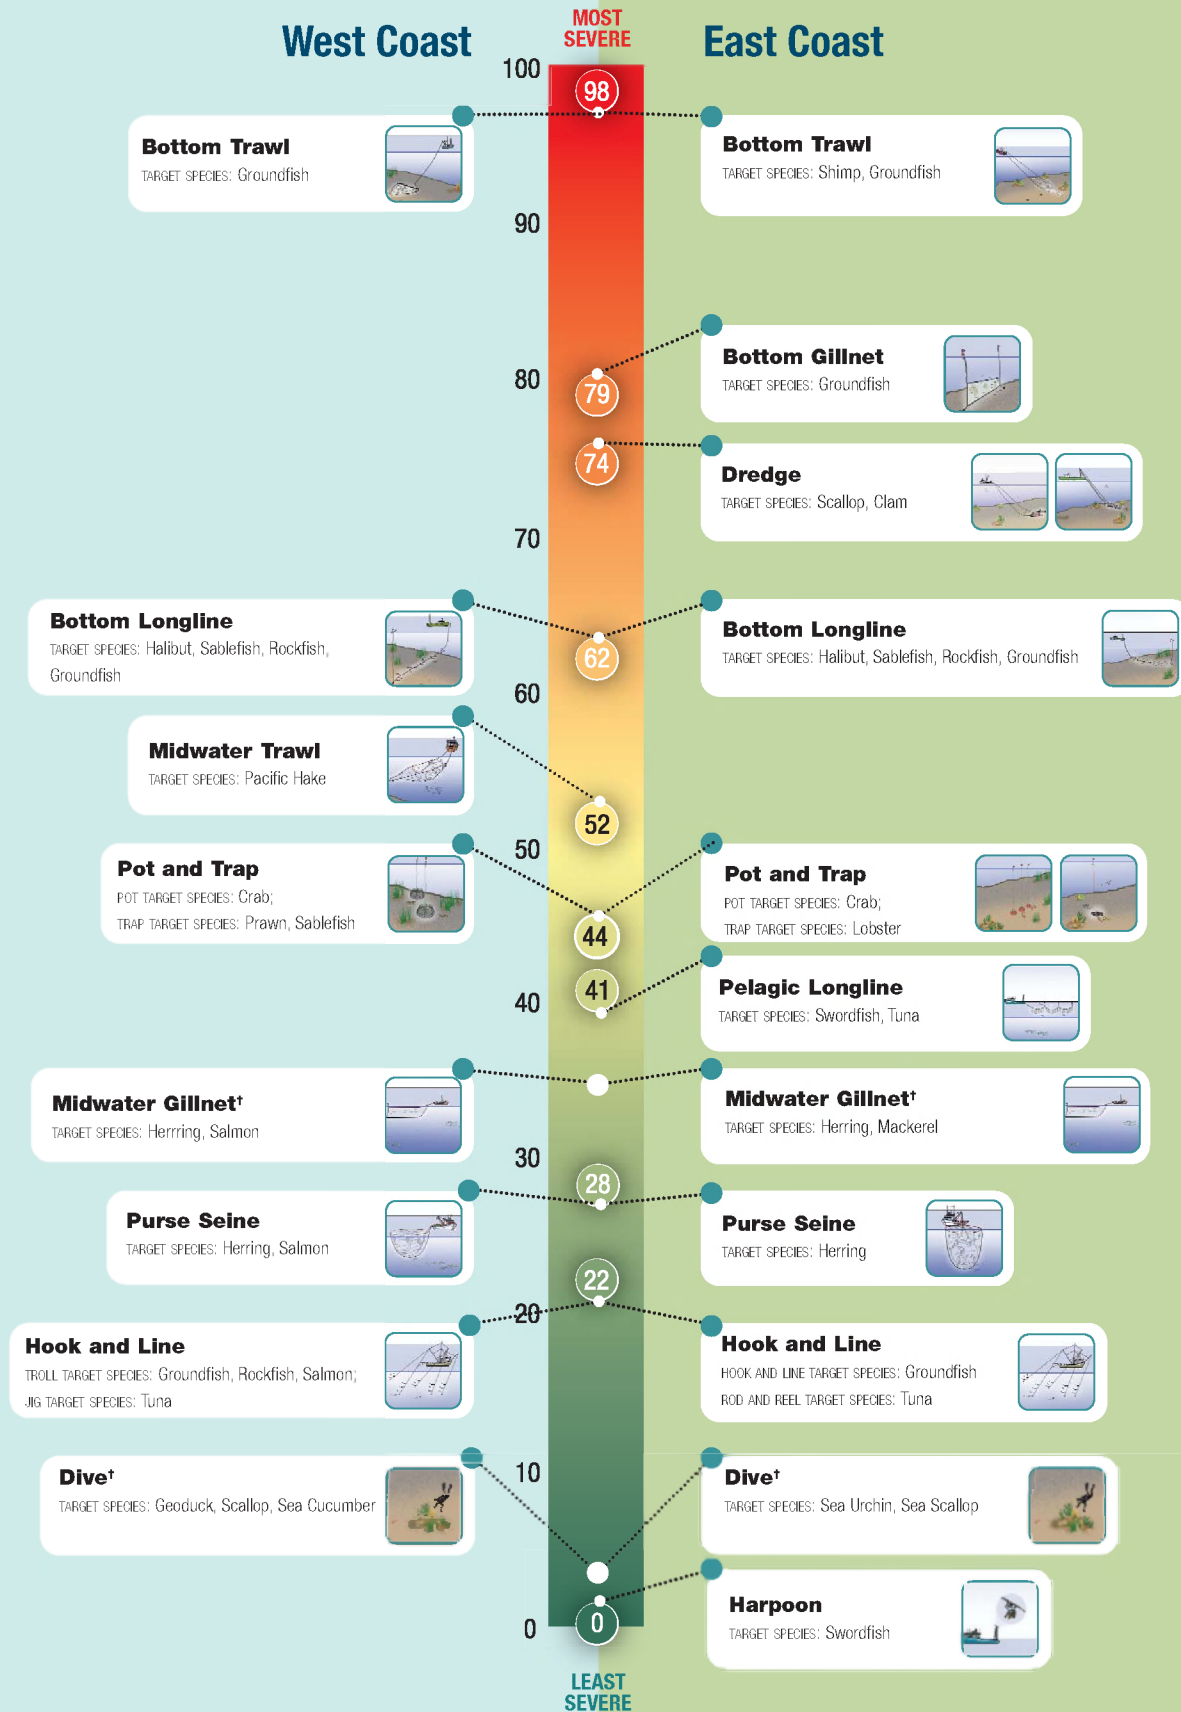 West Coast
MOST
SEVERE
East Coast
100
98
Bottom Trawl
TARGET SPECIES: Groundfish
Bottom Trawl
TARGET SPECIES: Shimp, Groundfish
90
Bottom Gillnet
TARGET SPECIES: Groundfish
80
79
74
Dredge
TARGET SPECIES: Scallop, Clam
70
Bottom Longline
TARGET SPECIES: Halibut, Sablefish, Rockfish,
Groundfish
62
Bottom Longline
TARGET SPECIES: Halibut, Sablefish, Rockfish, Groundfish
60
Midwater Trawl
TARGET SPECIES: Pacific Hake
52
50
Pot and Trap
POT TARGET SPECIES: Crab;
TRAP TARGET SPECIES: Prawn, Sablefish
44
Pot and Trap
POT TARGET SPECIES: Crab;
TRAP TARGET SPECIES: Lobster
41
40
Pelagic Longline
TARGET SPECIES: Swordfish, Tuna
Midwater Gillnet†
TARGET SPECIES: Herrring, Salmon
Midwater Gillnet†
TARGET SPECIES: Herring, Mackerel
30
28
Purse Seine
TARGET SPECIES: Herring, Salmon
Purse Seine
TARGET SPECIES: Herring
22
20
Hook and Line
TROLL TARGET SPECIES: Groundfish, Rockfish, Salmon;
JIG TARGET SPECIES: Tuna
Hook and Line
HOOK AND LINE TARGET SPECIES: Groundfish
ROD AND REEL TARGET SPECIES: Tuna
10
Dive†
TARGET SPECIES: Geoduck, Scallop, Sea Cucumber
Dive†
TARGET SPECIES: Sea Urchin, Sea Scallop
0
0
Harpoon
TARGET SPECIES: Swordfish
LEAST
SEVERE